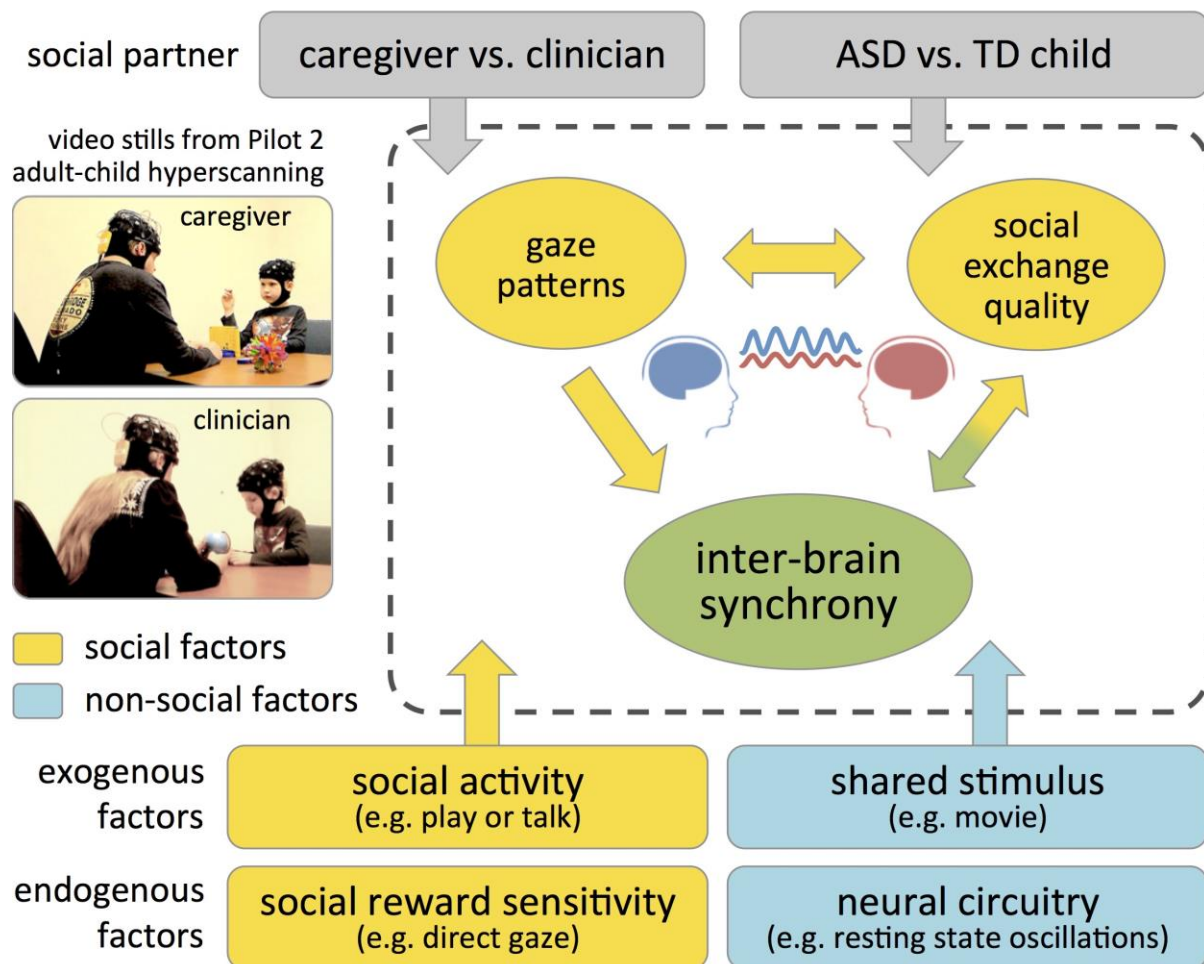 social partner
caregiver vs. clinician
ASD vs. TD child
video stills from Pilot 2
adult-child hyperscanning
caregiver
clinician
gaze
patterns
social
exchange
quality
inter-brain
synchrony
social factors
non-social factors
exogenous
factors
social activity
(e.g. play or talk)
shared stimulus
(e.g. movie)
endogenous
factors
social reward sensitivity
(e.g. direct gaze)
neural circuitry
(e.g. resting state oscillations)